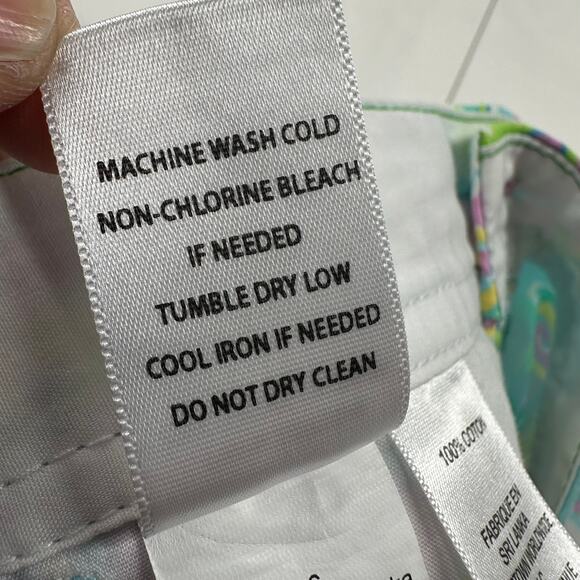 MACHINE WASH COLD
NON-CHLORINE BLEACH
IF NEEDED
TUMBLE DRY LOW
COOL IRON IF NEEDED
DO NOT DRY CLEAN
100% COTTON
FABRIQUE EN
SRI LANKA